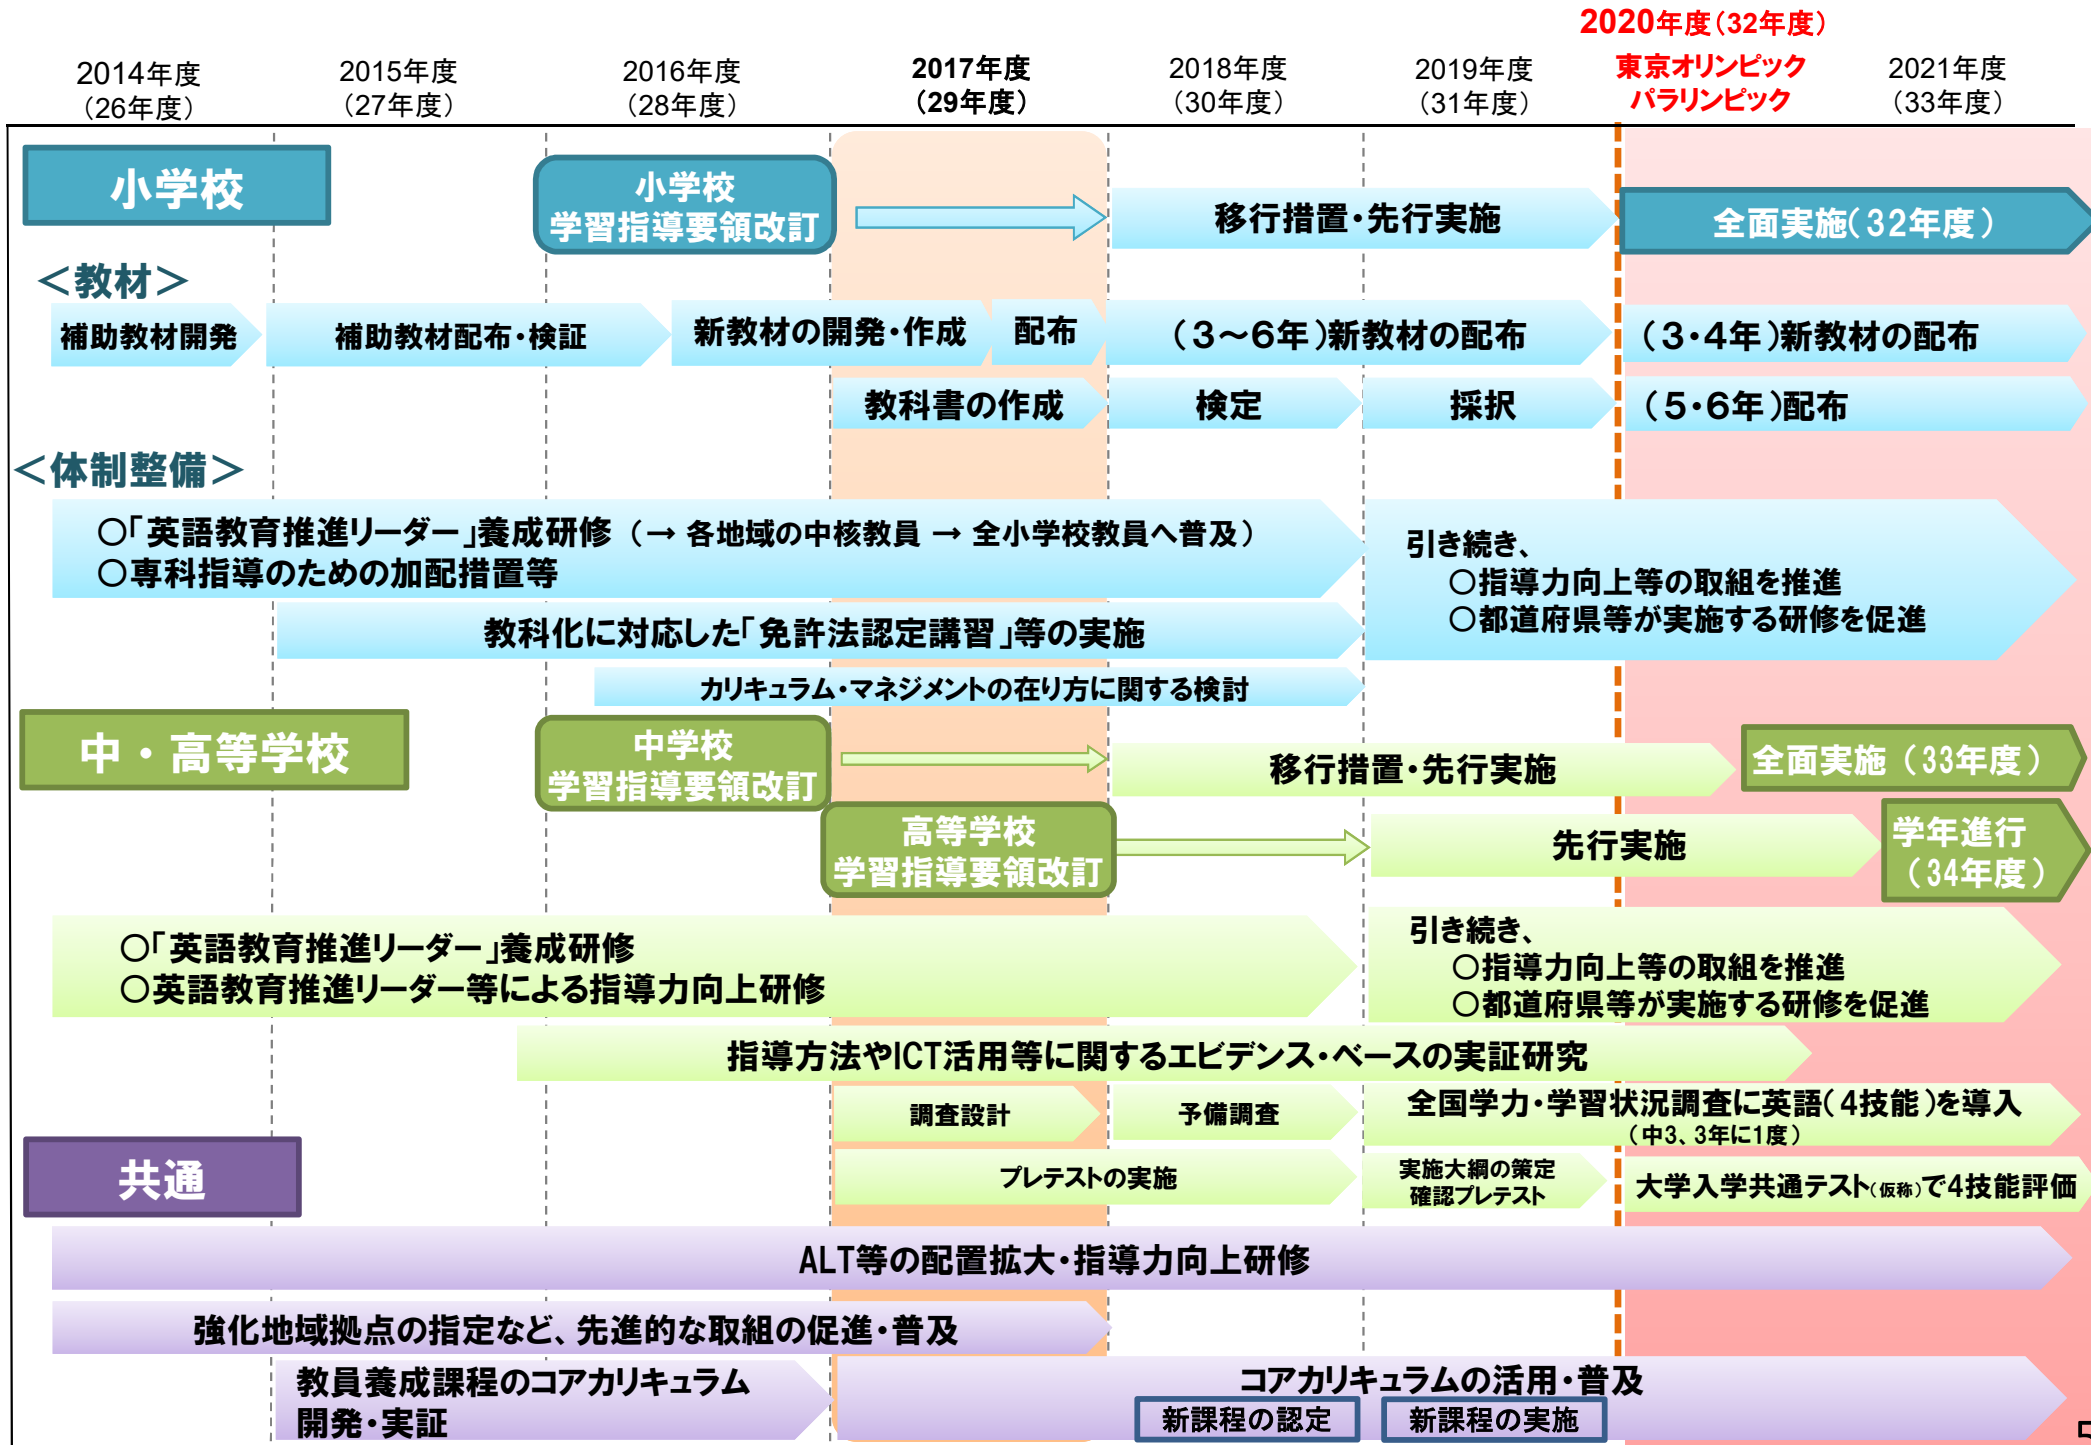 2014年度
（26年度）
2015年度
（27年度）
2016年度
（28年度）
2017年度
（29年度）
2018年度
（30年度）
2019年度
（31年度）
2020年度（32年度）
東京オリンピック
パラリンピック
2021年度
（33年度）
小学校
小学校
学習指導要領改訂
移行措置・先行実施
全面実施（32年度）
＜教材＞
補助教材開発
補助教材配布・検証
新教材の開発・作成
配布
（3～6年）新教材の配布
（3・4年）新教材の配布
教科書の作成
検定
採択
（5・6年）配布
＜体制整備＞
○「英語教育推進リーダー」養成研修（→ 各地域の中核教員 → 全小学校教員へ普及）
○専科指導のための加配措置等
引き続き、
○指導力向上等の取組を推進
○都道府県等が実施する研修を促進
教科化に対応した「免許法認定講習」等の実施
カリキュラム・マネジメントの在り方に関する検討
中・高等学校
中学校
学習指導要領改訂
移行措置・先行実施
全面実施（33年度）
高等学校
学習指導要領改訂
先行実施
学年進行
（34年度）
○「英語教育推進リーダー」養成研修
○英語教育推進リーダー等による指導力向上研修
引き続き、
○指導力向上等の取組を推進
○都道府県等が実施する研修を促進
指導方法やICT活用等に関するエビデンス・ベースの実証研究
調査設計
予備調査
全国学力・学習状況調査に英語（4技能）を導入
（中3、3年に1度）
共通
プレテストの実施
実施大綱の策定
確認プレテスト
大学入学共通テスト（仮称）で4技能評価
ALT等の配置拡大・指導力向上研修
強化地域拠点の指定など、先進的な取組の促進・普及
教員養成課程のコアカリキュラム
開発・実証
コアカリキュラムの活用・普及
新課程の認定
新課程の実施